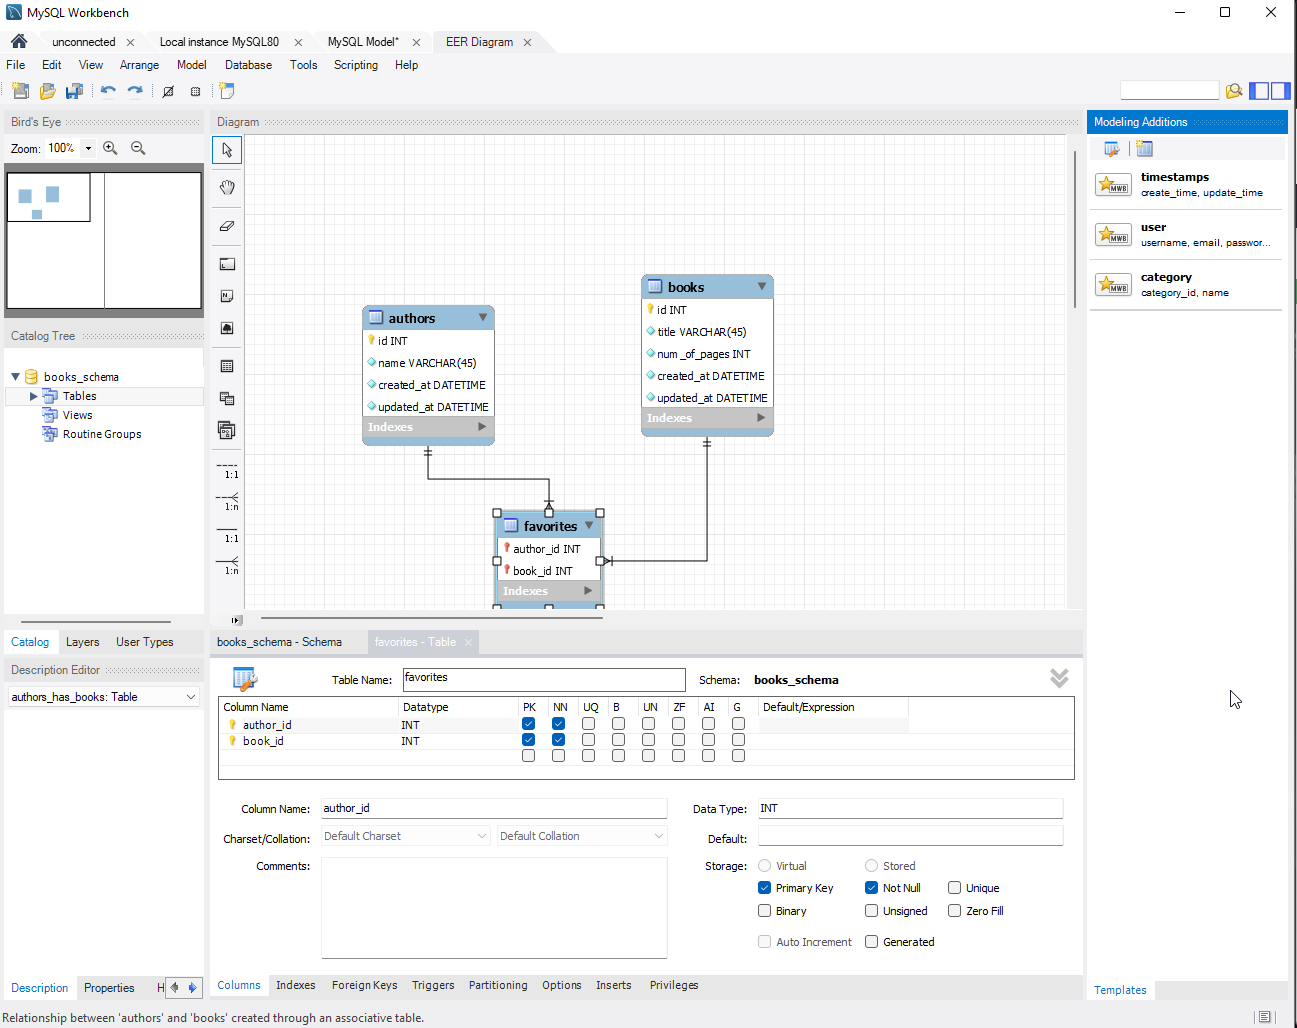 MySQL Workbench
unconnected
Local instance MySQL80
MySQL Model*
EER Diagram
File Edit View Arrange Model Database Tools Scripting Help
Bird's Eye
Zoom: 100%
Catalog Tree
books_schema
Tables
Views
Routine Groups
Catalog Layers User Types
Description Editor
authors_has_books: Table
Description Properties H
Diagram
1:1
1:n
1:1
1:n
authors
id INT
name VARCHAR(45)
created_at DATETIME
updated_at DATETIME
Indexes
books
id INT
title VARCHAR(45)
num_of_pages INT
created_at DATETIME
updated_at DATETIME
Indexes
favorites
author_id INT
book_id INT
Indexes
Modeling Additions
MWB
timestamps
create_time, update_time
MWB
user
username, email, passwor...
MWB
category
category_id, name
Templates
books_schema - Schema
favorites - Table
Table Name: favorites Schema: books_schema
Column Name Datatype PK NN UQ B UN ZF AI G Default/Expression
author_id INT
book_id INT
Column Name: author_id Data Type: INT
Charset/Collation: Default Charset Default Collation Default:
Comments: Storage: Virtual Stored
Primary Key Not Null Unique
Binary Unsigned Zero Fill
Auto Increment Generated
Columns Indexes Foreign Keys Triggers Partitioning Options Inserts Privileges
Relationship between 'authors' and 'books' created through an associative table.